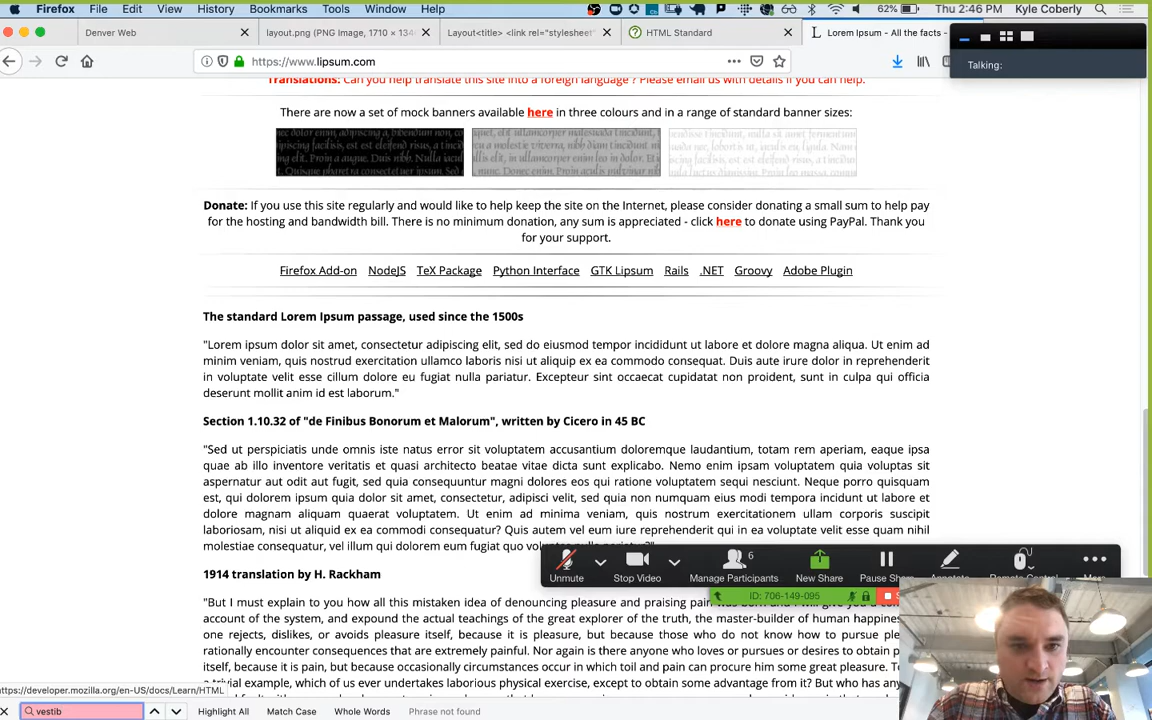 Firefox File Edit View History Bookmarks Tools Window Help 62% Thu 2:46 PM Kyle Coberly
Denver Web
layout.png (PNG Image, 1710 × 134
Layout<title> <link rel="stylesheet"
HTML Standard
Lorem Ipsum - All the facts -
https://www.lipsum.com
Talking:
Translations: Can you help translate this site into a foreign language ? Please email us with details if you can help.
There are now a set of mock banners available here in three colours and in a range of standard banner sizes:
Donate: If you use this site regularly and would like to help keep the site on the Internet, please consider donating a small sum to help pay
for the hosting and bandwidth bill. There is no minimum donation, any sum is appreciated - click here to donate using PayPal. Thank you
for your support.
Firefox Add-on NodeJS TeX Package Python Interface GTK Lipsum Rails .NET Groovy Adobe Plugin
The standard Lorem Ipsum passage, used since the 1500s
"Lorem ipsum dolor sit amet, consectetur adipiscing elit, sed do eiusmod tempor incididunt ut labore et dolore magna aliqua. Ut enim ad
minim veniam, quis nostrud exercitation ullamco laboris nisi ut aliquip ex ea commodo consequat. Duis aute irure dolor in reprehenderit
in voluptate velit esse cillum dolore eu fugiat nulla pariatur. Excepteur sint occaecat cupidatat non proident, sunt in culpa qui officia
deserunt mollit anim id est laborum."
Section 1.10.32 of "de Finibus Bonorum et Malorum", written by Cicero in 45 BC
"Sed ut perspiciatis unde omnis iste natus error sit voluptatem accusantium doloremque laudantium, totam rem aperiam, eaque ipsa
quae ab illo inventore veritatis et quasi architecto beatae vitae dicta sunt explicabo. Nemo enim ipsam voluptatem quia voluptas sit
aspernatur aut odit aut fugit, sed quia consequuntur magni dolores eos qui ratione voluptatem sequi nesciunt. Neque porro quisquam
est, qui dolorem ipsum quia dolor sit amet, consectetur, adipisci velit, sed quia non numquam eius modi tempora incidunt ut labore et
dolore magnam aliquam quaerat voluptatem. Ut enim ad minima veniam, quis nostrum exercitationem ullam corporis suscipit
laboriosam, nisi ut aliquid ex ea commodi consequatur? Quis autem vel eum iure reprehenderit qui in ea voluptate velit esse quam nihil
molestiae consequatur, vel illum qui dolorem eum fugiat quo
Unmute Stop Video Manage Participants 6 New Share Pause Annotate Remote Control More
ID: 706-149-095
1914 translation by H. Rackham
"But I must explain to you how all this mistaken idea of denouncing pleasure and praising pain
account of the system, and expound the actual teachings of the great explorer of the truth, the master-builder of human
one rejects, dislikes, or avoids pleasure itself, because it is pleasure, but because those who do not know how to pursue
rationally encounter consequences that are extremely painful. Nor again is there anyone who loves or pursues or desires to obtain
itself, because it is pain, but because occasionally circumstances occur in which toil and pain can procure him some great pleasure.
trivial example, which of us ever undertakes laborious physical exercise, except to obtain some advantage from it? But who has
https://developer.mozilla.org/en-US/docs/Learn/HTML
vestib
Highlight All Match Case Whole Words Phrase not found